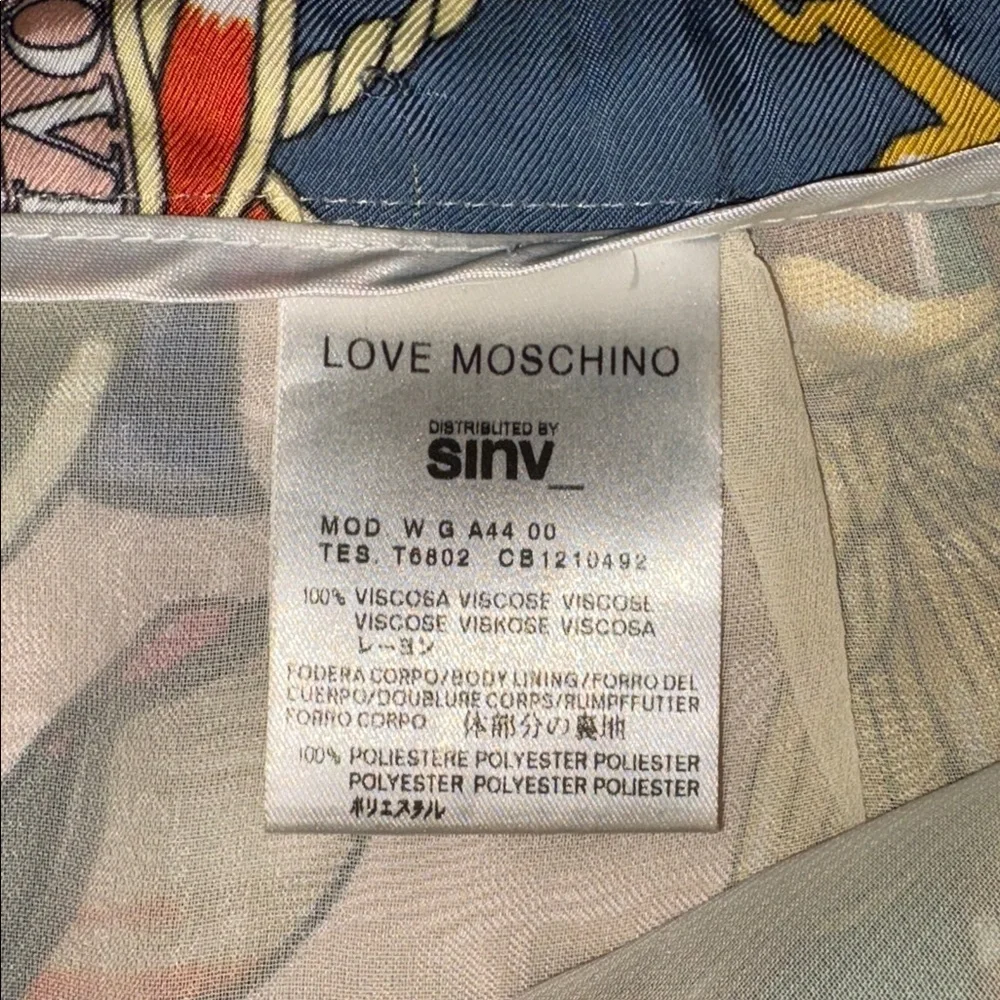 LOVE MOSCHINO
DISTRIBUTED BY
sınv_
MOD W G A44 00
TES. T6802 CB1210492
100% VISCOSA VISCOSE VISCOSE
VISCOSE VISKOSE VISCOSA
レーヨン
FODERA CORPO/BODY LINING/FORRO DEL
CUERPO/DOUBLURE CORPS/RUMPFFUTTER
FORRO CORPO 体部分の裏地
100% POLIESTERE POLYESTER POLIESTER
POLYESTER POLYESTER POLIESTER
ポリエステル